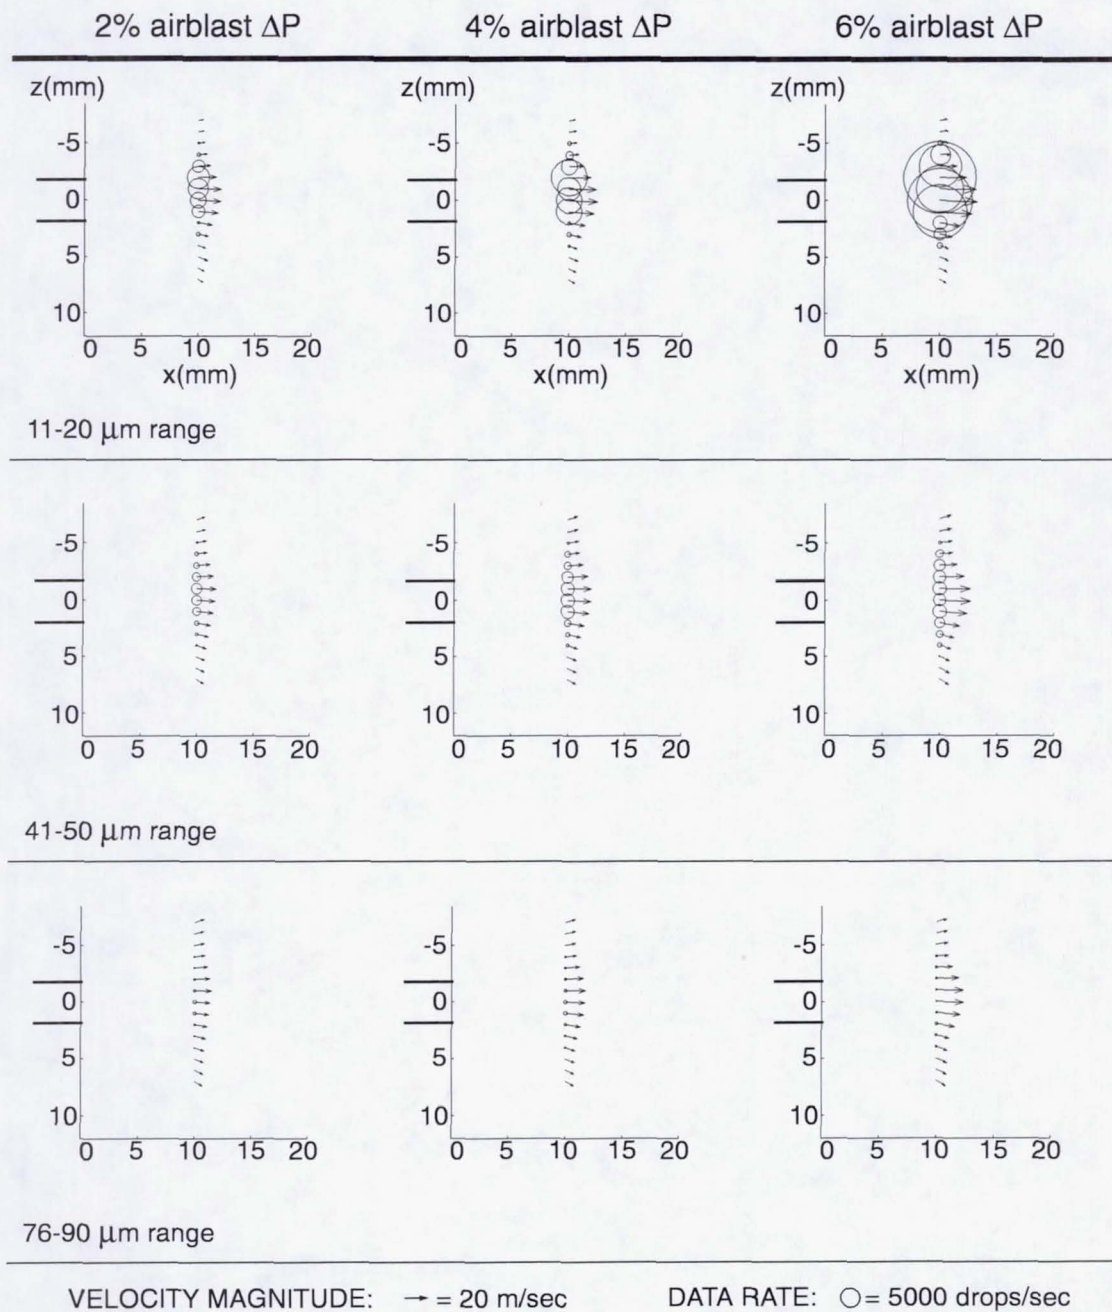 2% airblast ΔP 4% airblast ΔP 6% airblast ΔP
z(mm) z(mm) z(mm)
-5 -5 -5
0 0 0
5 5 5
10 10 10
0 5 10 15 20 0 5 10 15 20 0 5 10 15 20
x(mm) x(mm) x(mm)
11-20 μm range
-5 -5 -5
0 0 0
5 5 5
10 10 10
0 5 10 15 20 0 5 10 15 20 0 5 10 15 20
41-50 μm range
-5 -5 -5
0 0 0
5 5 5
10 10 10
0 5 10 15 20 0 5 10 15 20 0 5 10 15 20
76-90 μm range
VELOCITY MAGNITUDE: → = 20 m/sec DATA RATE: ○ = 5000 drops/sec